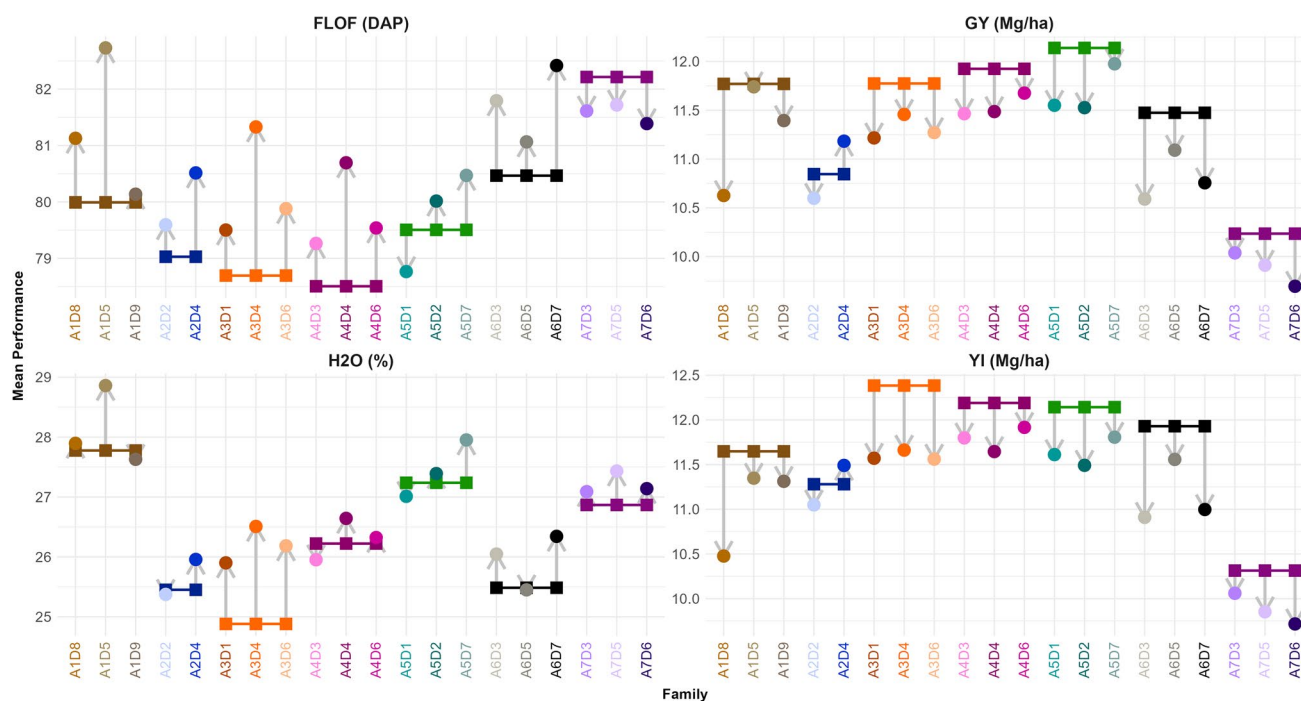 FLOF (DAP)
82
81
80
79
A1D8 A1D5 A1D9 A2D2 A2D4 A3D1 A3D4 A3D6 A4D3 A4D4 A4D6 A5D1 A5D2 A5D7 A6D3 A6D5 A6D7 A7D3 A7D5 A7D6
GY (Mg/ha)
12.0
11.5
11.0
10.5
10.0
A1D8 A1D5 A1D9 A2D2 A2D4 A3D1 A3D4 A3D6 A4D3 A4D4 A4D6 A5D1 A5D2 A5D7 A6D3 A6D5 A6D7 A7D3 A7D5 A7D6
Mean Performance
H2O (%)
29
28
27
26
25
A1D8 A1D5 A1D9 A2D2 A2D4 A3D1 A3D4 A3D6 A4D3 A4D4 A4D6 A5D1 A5D2 A5D7 A6D3 A6D5 A6D7 A7D3 A7D5 A7D6
YI (Mg/ha)
12.5
12.0
11.5
11.0
10.5
10.0
A1D8 A1D5 A1D9 A2D2 A2D4 A3D1 A3D4 A3D6 A4D3 A4D4 A4D6 A5D1 A5D2 A5D7 A6D3 A6D5 A6D7 A7D3 A7D5 A7D6
Family